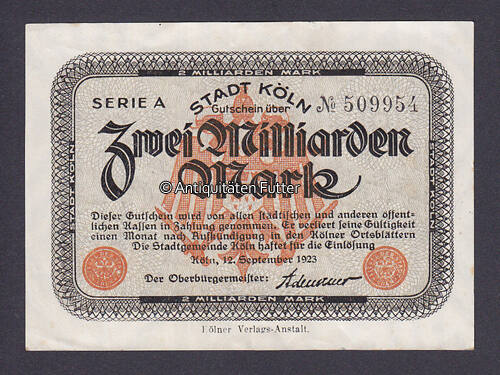 2 MILLIARDEN MARK
STADT KÖLN
SERIE A
Gutschein über
№ 509954
Zwei Milliarden
Mark
© Antiquitäten Futter
Dieser Gutschein wird von allen städtischen und anderen öffent-
lichen Kassen in Zahlung genommen. Er verliert seine Gültigkeit
einen Monat nach Aufkündigung in den Kölner Ortsblättern
Die Stadtgemeinde Köln haftet für die Einlösung
Köln, 12. September 1923
Der Oberbürgermeister: Adenauer
STADT KÖLN
STADT KÖLN
2 MILLIARDEN MARK
Kölner Verlags-Anstalt.